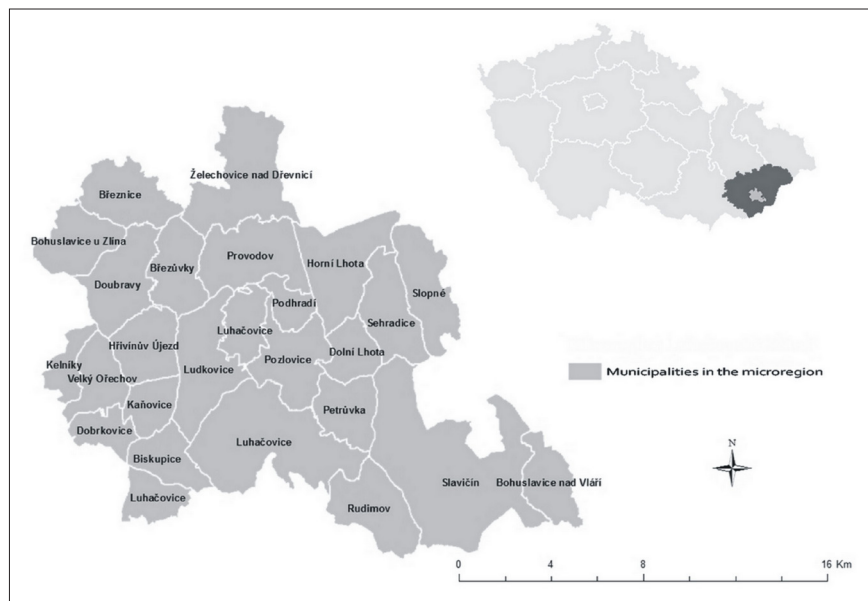 Želechovice nad Dřevnicí
Březnice
Bohuslavice u Zlína
Březůvky
Provodov
Horní Lhota
Doubravy
Slopné
Podhradí
Sehradice
Luhačovice
Hřivínův Újezd
Dolní Lhota
Kelníky
Pozlovice
Ludkovice
Velký Ořechov
Municipalities in the microregion
Kaňovice
Petrůvka
Dobrkovice
Luhačovice
N
Biskupice
Slavičín
Bohuslavice nad Vláří
Luhačovice
Rudimov
0 4 8 12 16 Km